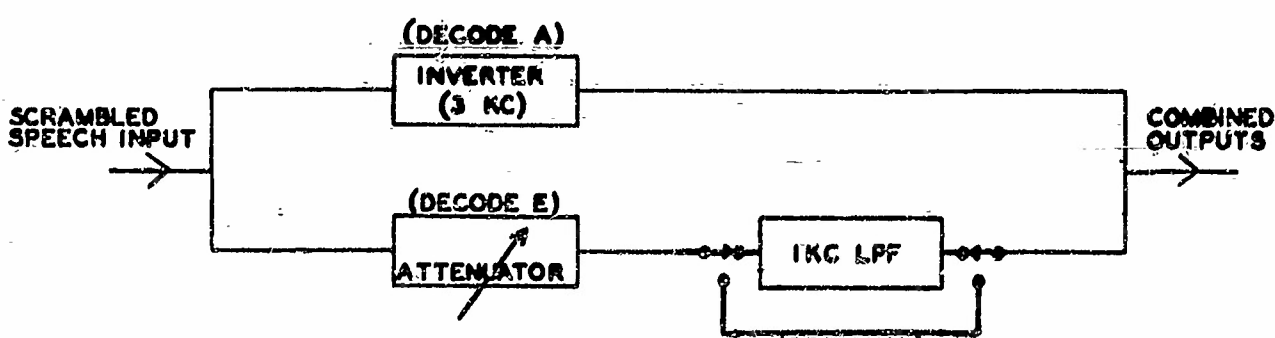 (DECODE A)
INVERTER
(3 KC)
SCRAMBLED
SPEECH INPUT
COMBINED
OUTPUTS
(DECODE E)
ATTENUATOR
1KC LPF